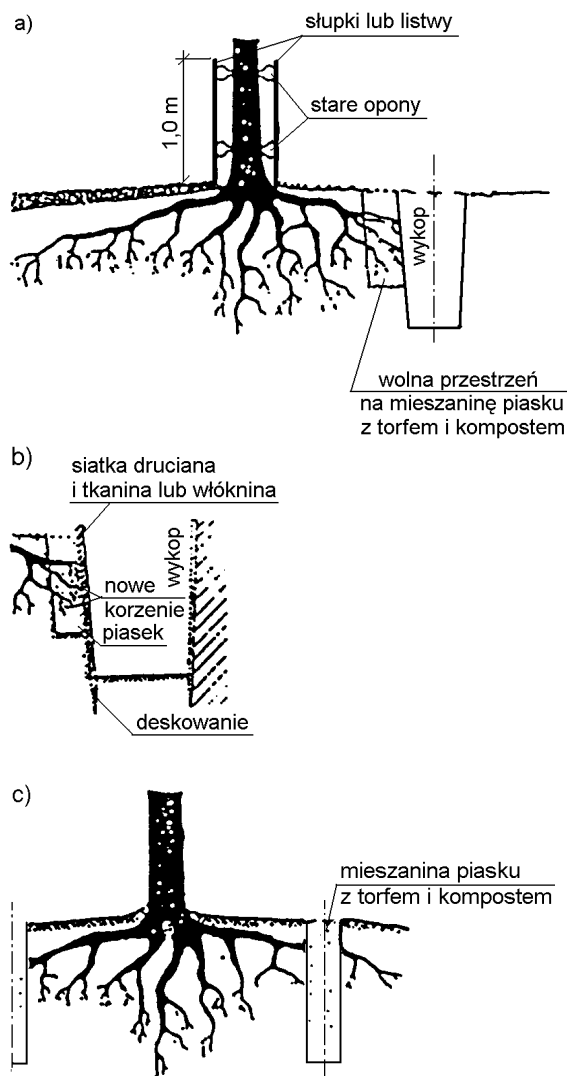 a)
słupki lub listwy
stare opony
1,0 m
wykop
wolna przestrzeń
na mieszaninę piasku
z torfem i kompostem
b)
siatka druciana
i tkanina lub włóknina
wykop
nowe
korzenie
piasek
deskowanie
c)
mieszanina piasku
z torfem i kompostem